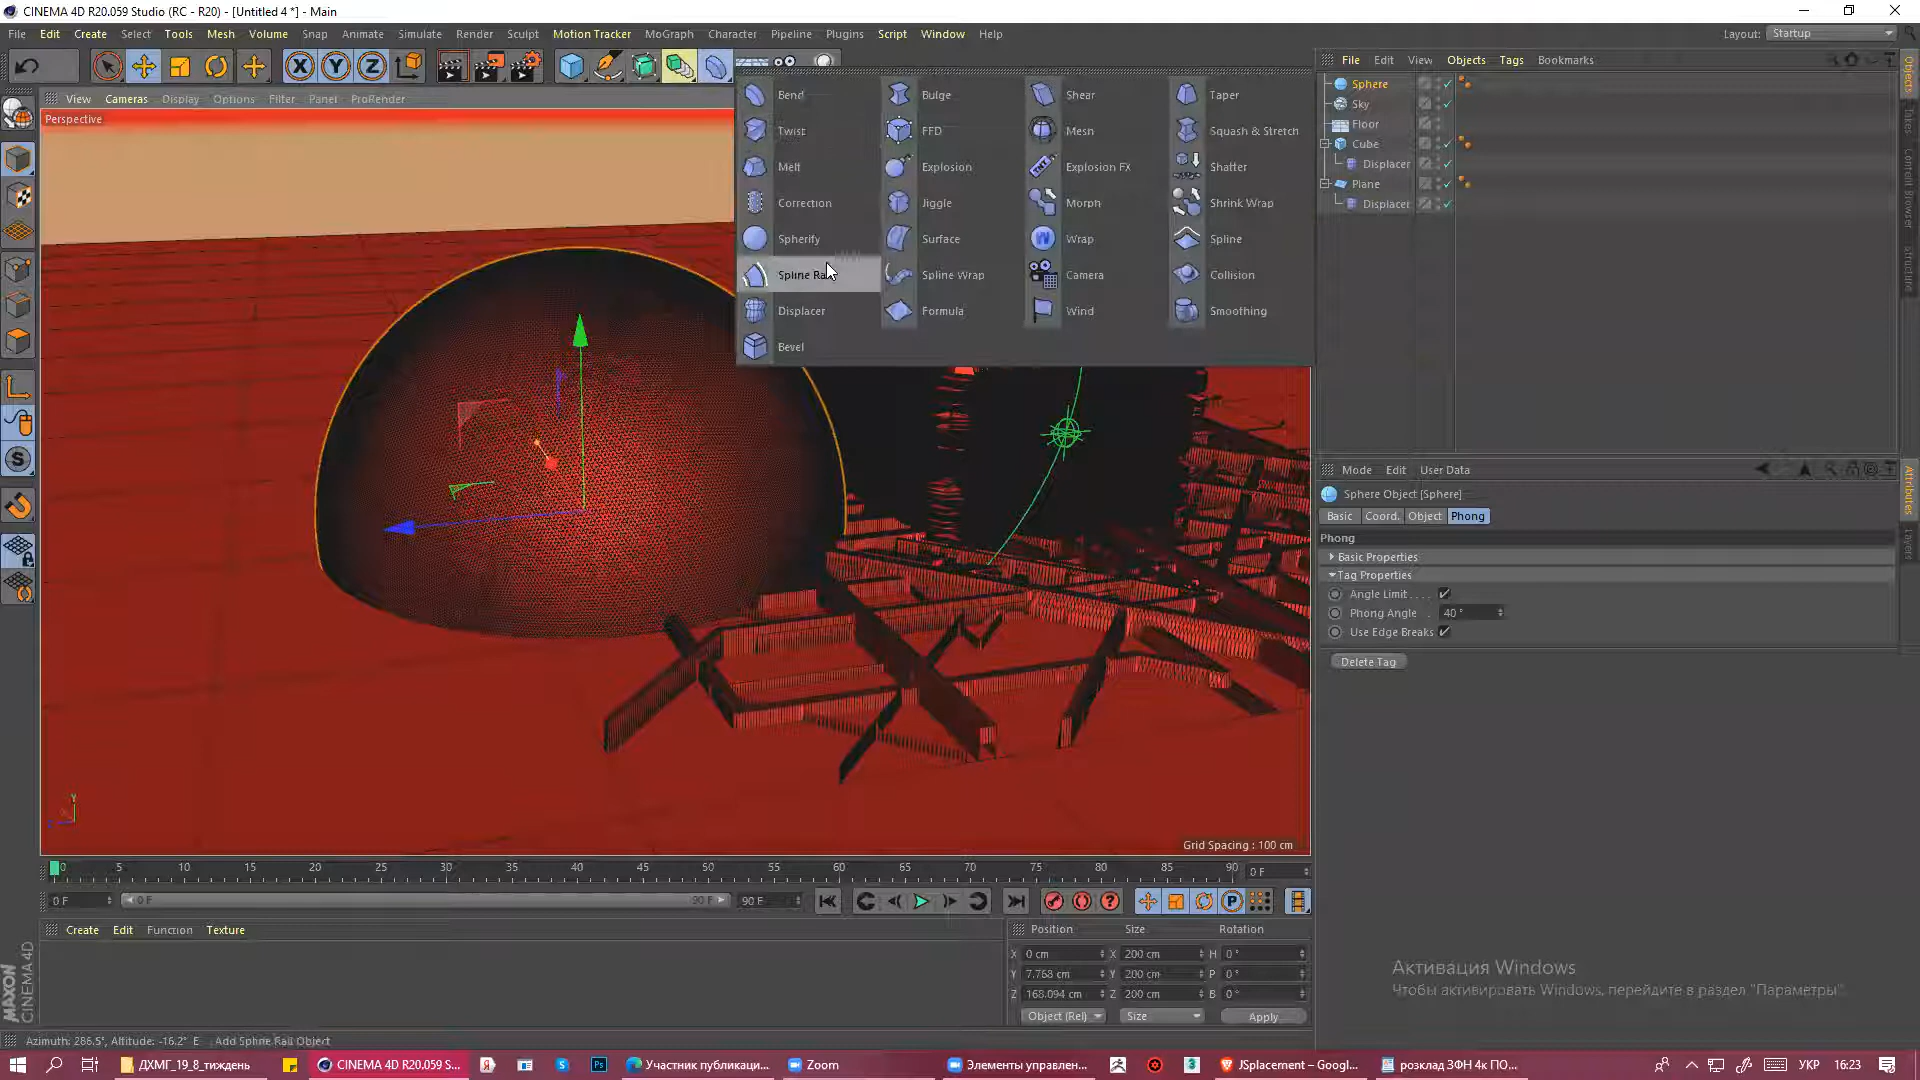 CINEMA 4D R20.059 Studio (RC - R20) - [Untitled 4 *] - Main
File Edit Create Select Tools Mesh Volume Snap Animate Simulate Render Sculpt Motion Tracker MoGraph Character Pipeline Plugins Script Window Help
Layout: Startup
View Cameras Display Options Filter Panel ProRender
Perspective
Bend Bulge Shear Taper
Twist FFD Mesh Squash & Stretch
Melt Explosion Explosion FX Shatter
Correction Jiggle Morph Shrink Wrap
Spherify Surface Wrap Spline
Spline Rail Spline Wrap Camera Collision
Displacer Formula Wind Smoothing
Bevel
Grid Spacing : 100 cm
File Edit View Objects Tags Bookmarks
Sphere
Sky
Floor
Cube
Displacer
Plane
Displacer
Objects
Takes
Content Browser
Structure
Mode Edit User Data
Sphere Object [Sphere]
Basic Coord. Object Phong
Phong
Basic Properties
Tag Properties
Angle Limit . . . .
Phong Angle . 40 °
Use Edge Breaks
Delete Tag
Attributes
Layers
0 5 10 15 20 25 30 35 40 45 50 55 60 65 70 75 80 85 90 0 F
0 F 0 F 90 F 90 F
Create Edit Function Texture
Position Size Rotation
X 0 cm X 200 cm H 0 °
Y 7.768 cm Y 200 cm P 0 °
Z 168.094 cm Z 200 cm B 0 °
Object (Rel) Size Apply
MAXON
CINEMA 4D
Активация Windows
Чтобы активировать Windows, перейдите в раздел "Параметры".
Azimuth: 286.5°, Altitude: -16.2° E Add Spline Rail Object
ДХМГ_19_8_тиждень CINEMA 4D R20.059 S... Участник публикаци... Zoom Элементы управлен... JSplacement – Googl... розклад ЗФН 4к ПО... УКР 16:23